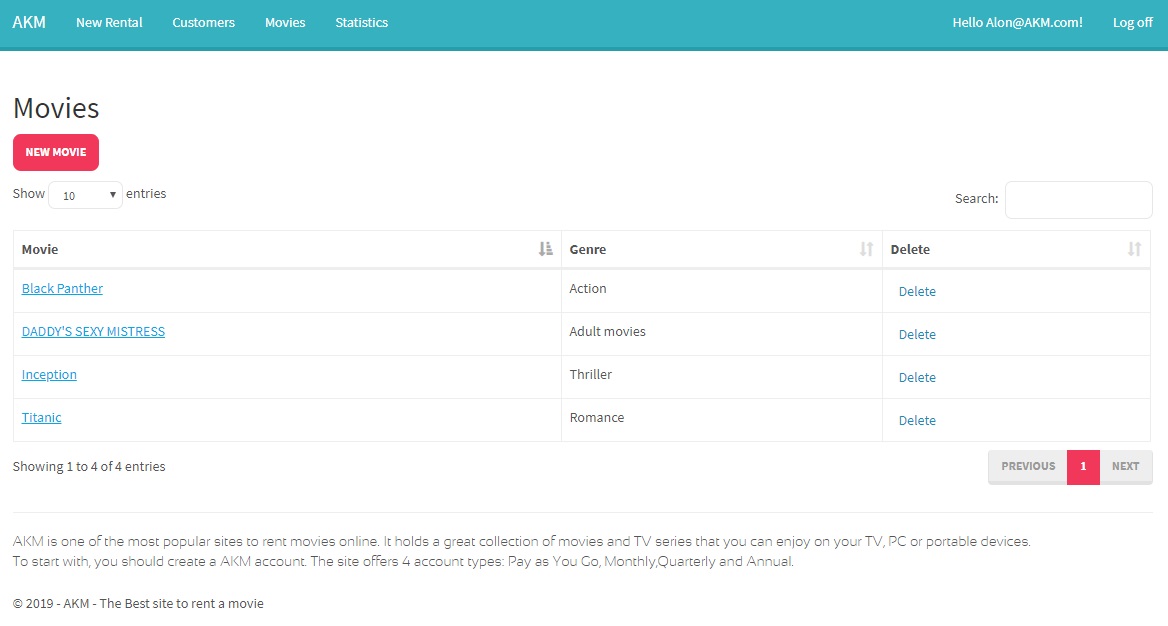 AKM New Rental Customers Movies Statistics Hello Alon@AKM.com! Log off
Movies
NEW MOVIE
Show 10 entries Search:
Movie Genre Delete
Black Panther Action Delete
DADDY'S SEXY MISTRESS Adult movies Delete
Inception Thriller Delete
Titanic Romance Delete
Showing 1 to 4 of 4 entries PREVIOUS 1 NEXT
AKM is one of the most popular sites to rent movies online. It holds a great collection of movies and TV series that you can enjoy on your TV, PC or portable devices.
To start with, you should create a AKM account. The site offers 4 account types: Pay as You Go, Monthly,Quarterly and Annual.
© 2019 - AKM - The Best site to rent a movie